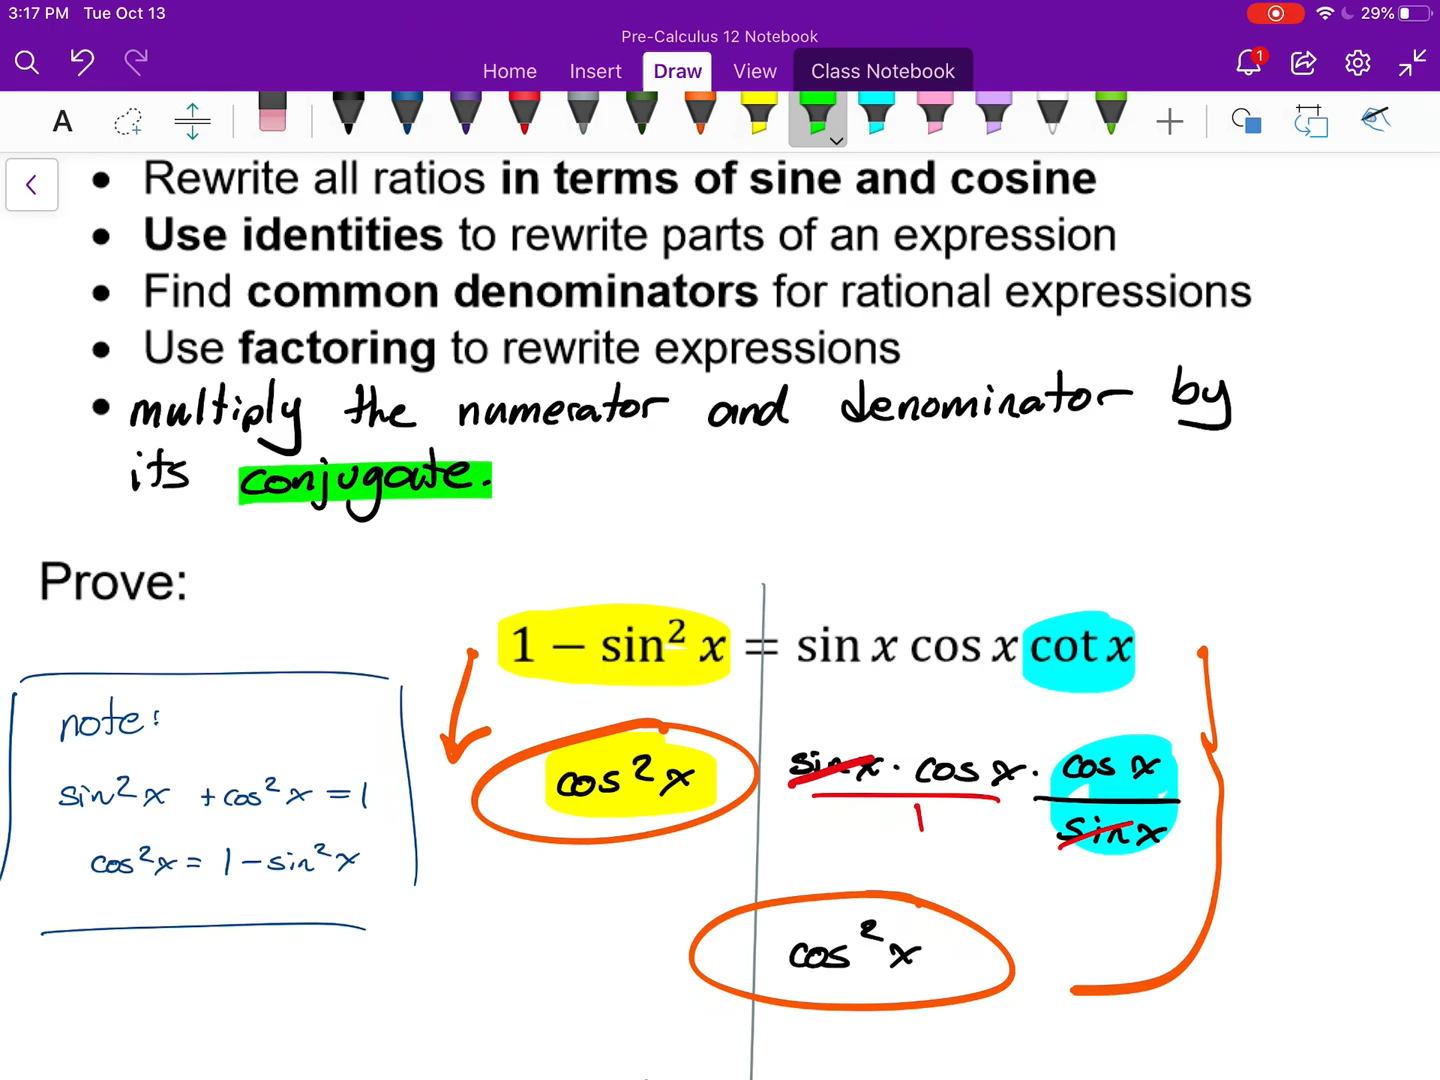 3:17 PM Tue Oct 13
29%
Pre-Calculus 12 Notebook
1
Home Insert Draw View Class Notebook
A
• Rewrite all ratios in terms of sine and cosine
• Use identities to rewrite parts of an expression
• Find common denominators for rational expressions
• Use factoring to rewrite expressions
• multiply the numerator and denominator by
its conjugate.
Prove:
1 − sin² x = sin x cos x cot x
note:
sin²x + cos²x = 1
cos²x = 1 − sin²x
cos²x
sin x · cos x · cos x
1
sin x
cos²x